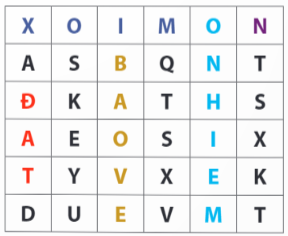 X O I M O N
A S B Q N T
Đ K A T H S
A E O S I X
T Y V X E K
D U E V M T